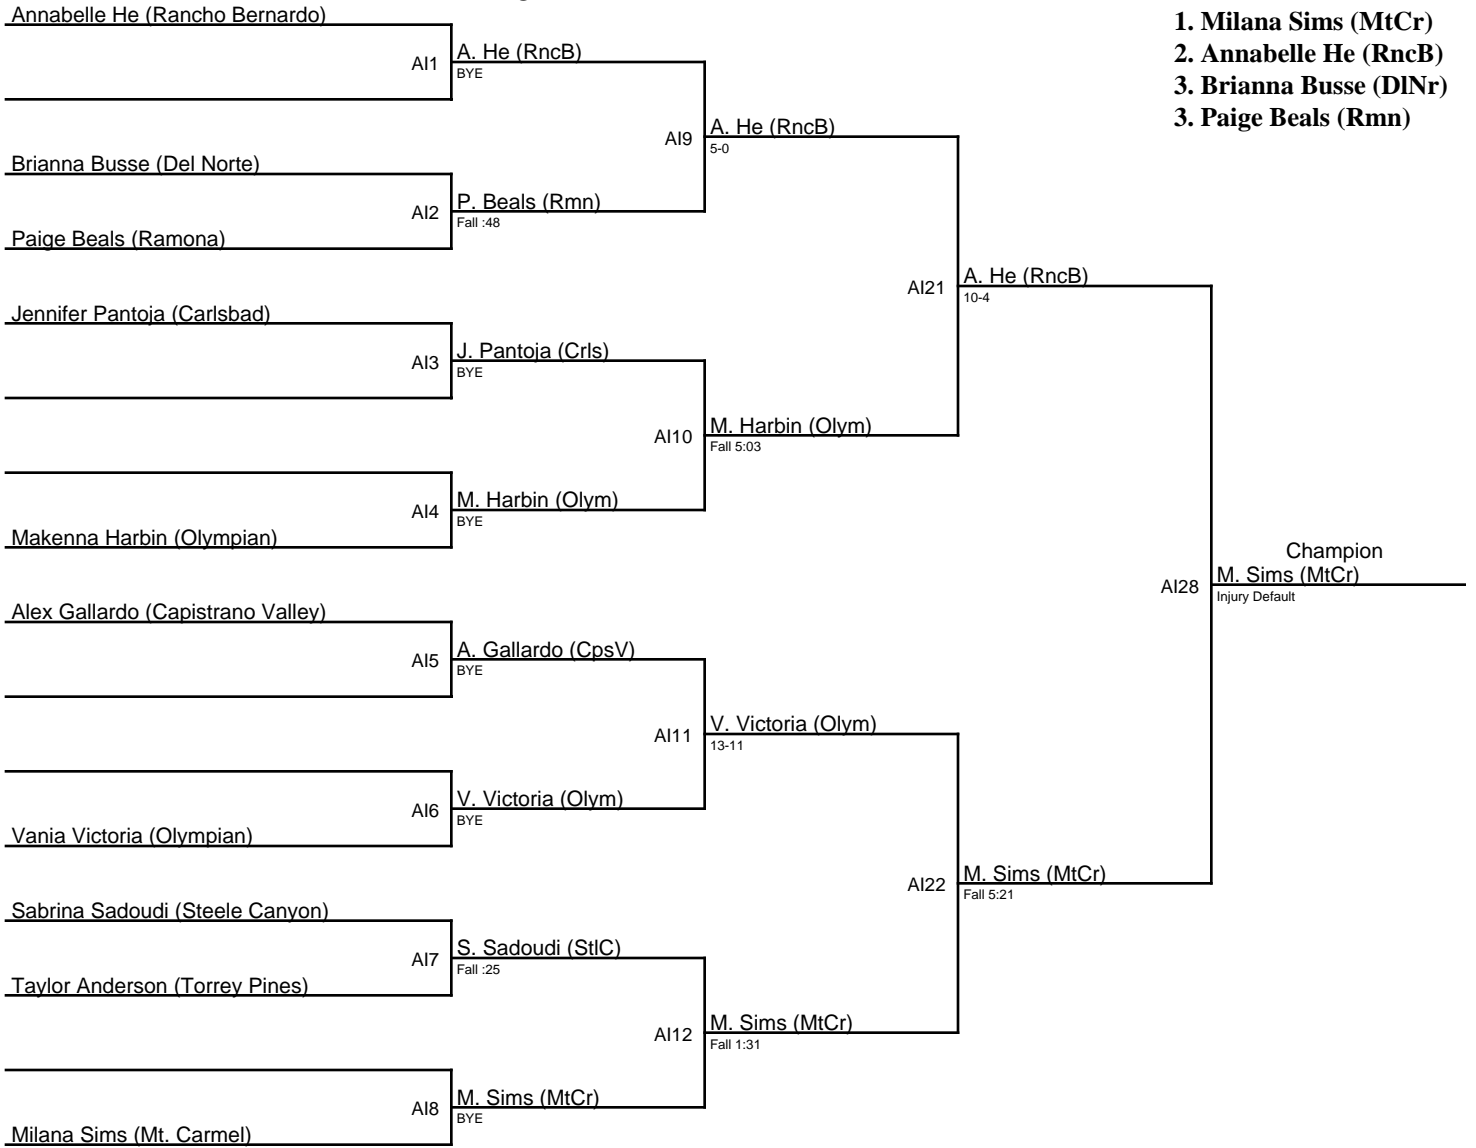 Annabelle He (Rancho Bernardo)
AI1
A. He (RncB)
BYE
AI9
A. He (RncB)
5-0
Brianna Busse (Del Norte)
AI2
P. Beals (Rmn)
Fall :48
Paige Beals (Ramona)
AI21
A. He (RncB)
10-4
Jennifer Pantoja (Carlsbad)
AI3
J. Pantoja (Crls)
BYE
AI10
M. Harbin (Olym)
Fall 5:03
AI4
M. Harbin (Olym)
BYE
Makenna Harbin (Olympian)
Champion
AI28
M. Sims (MtCr)
Injury Default
Alex Gallardo (Capistrano Valley)
AI5
A. Gallardo (CpsV)
BYE
AI11
V. Victoria (Olym)
13-11
AI6
V. Victoria (Olym)
BYE
Vania Victoria (Olympian)
AI22
M. Sims (MtCr)
Fall 5:21
Sabrina Sadoudi (Steele Canyon)
AI7
S. Sadoudi (StlC)
Fall :25
Taylor Anderson (Torrey Pines)
AI12
M. Sims (MtCr)
Fall 1:31
AI8
M. Sims (MtCr)
BYE
Milana Sims (Mt. Carmel)
1. Milana Sims (MtCr)
2. Annabelle He (RncB)
3. Brianna Busse (DlNr)
3. Paige Beals (Rmn)